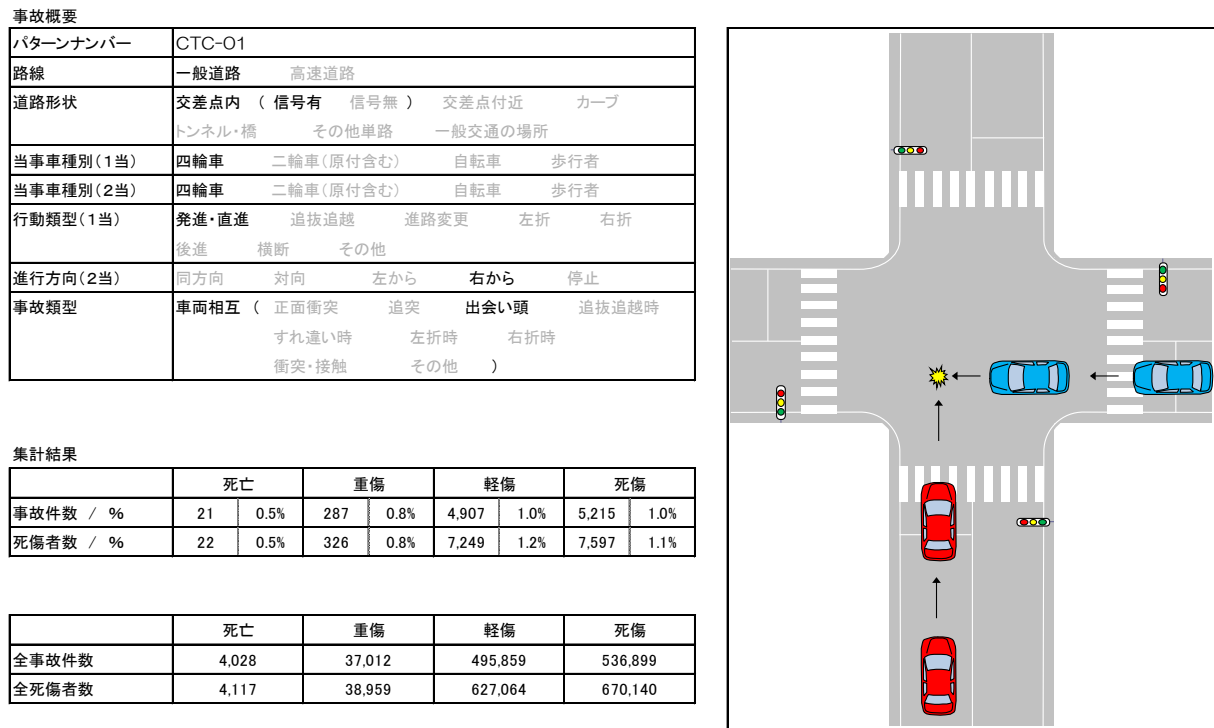 事故概要
パターンナンバー CTC-01
路線 一般道路 高速道路
道路形状 交差点内 ( 信号有 信号無 ) 交差点付近 カーブ
トンネル・橋 その他単路 一般交通の場所
当事車種別(1当) 四輪車 二輪車(原付含む) 自転車 歩行者
当事車種別(2当) 四輪車 二輪車(原付含む) 自転車 歩行者
行動類型(1当) 発進・直進 追抜追越 進路変更 左折 右折
後進 横断 その他
進行方向(2当) 同方向 対向 左から 右から 停止
事故類型 車両相互 ( 正面衝突 追突 出会い頭 追抜追越時
すれ違い時 左折時 右折時
衝突・接触 その他 )
集計結果
死亡 重傷 軽傷 死傷
事故件数 / % 21 0.5% 287 0.8% 4,907 1.0% 5,215 1.0%
死傷者数 / % 22 0.5% 326 0.8% 7,249 1.2% 7,597 1.1%
死亡 重傷 軽傷 死傷
全事故件数 4,028 37,012 495,859 536,899
全死傷者数 4,117 38,959 627,064 670,140